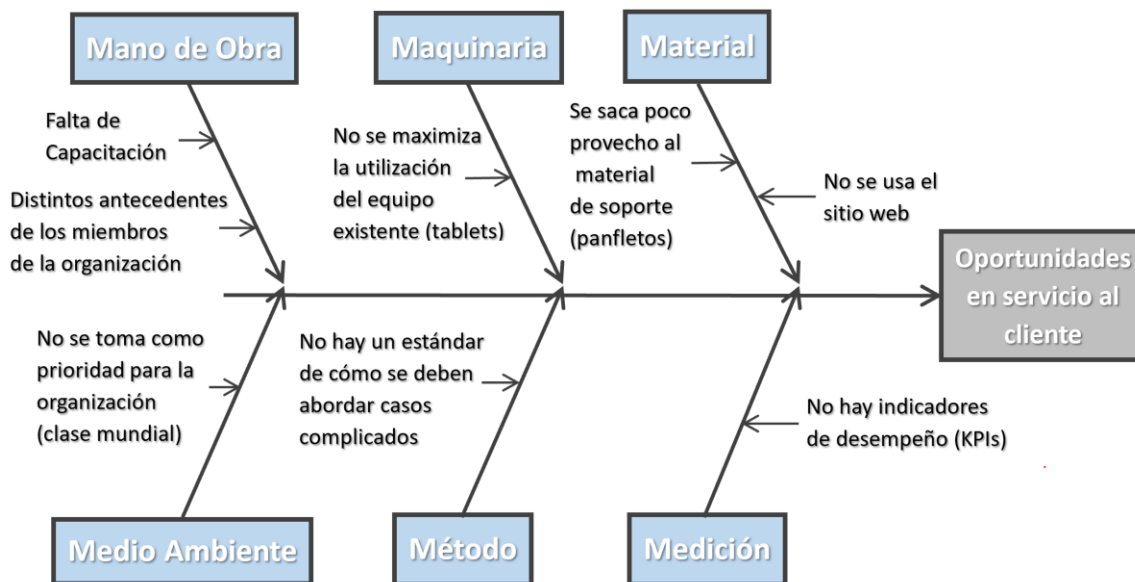 Mano de Obra
Maquinaria
Material
Falta de
Capacitación
Distintos antecedentes
de los miembros
de la organización
No se maximiza
la utilización
del equipo
existente (tablets)
Se saca poco
provecho al
material
de soporte
(panfletos)
No se usa el
sitio web
Oportunidades
en servicio al
cliente
No se toma como
prioridad para la
organización
(clase mundial)
No hay un estándar
de cómo se deben
abordar casos
complicados
No hay indicadores
de desempeño (KPIs)
Medio Ambiente
Método
Medición